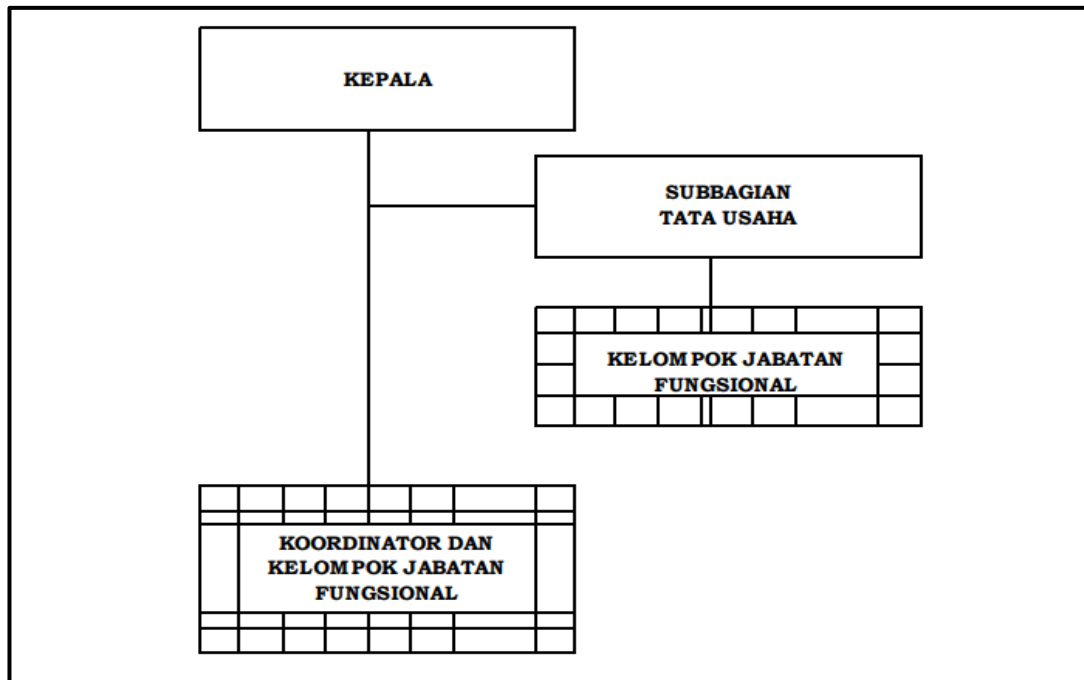 KEPALA
SUBBAGIAN
TATA USAHA
KELOMPOK JABATAN
FUNGSIONAL
KOORDINATOR DAN
KELOMPOK JABATAN
FUNGSIONAL